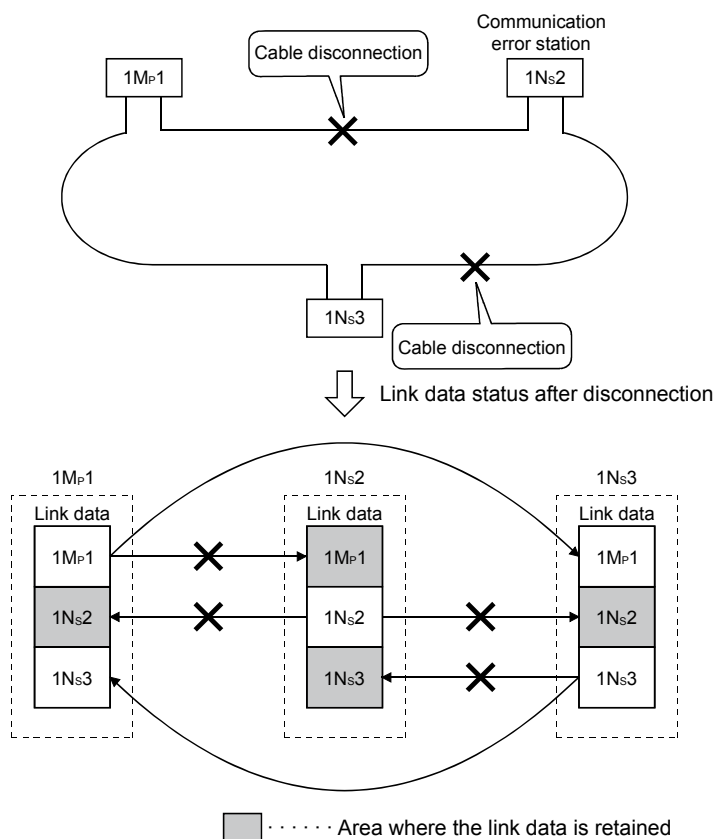 Communication
error station
Cable disconnection
1MP1
1NS2
1NS3
Cable disconnection
Link data status after disconnection
1MP1
1NS2
1NS3
Link data
Link data
Link data
1MP1
1MP1
1MP1
1NS2
1NS2
1NS2
1NS3
1NS3
1NS3
· · · · · · Area where the link data is retained